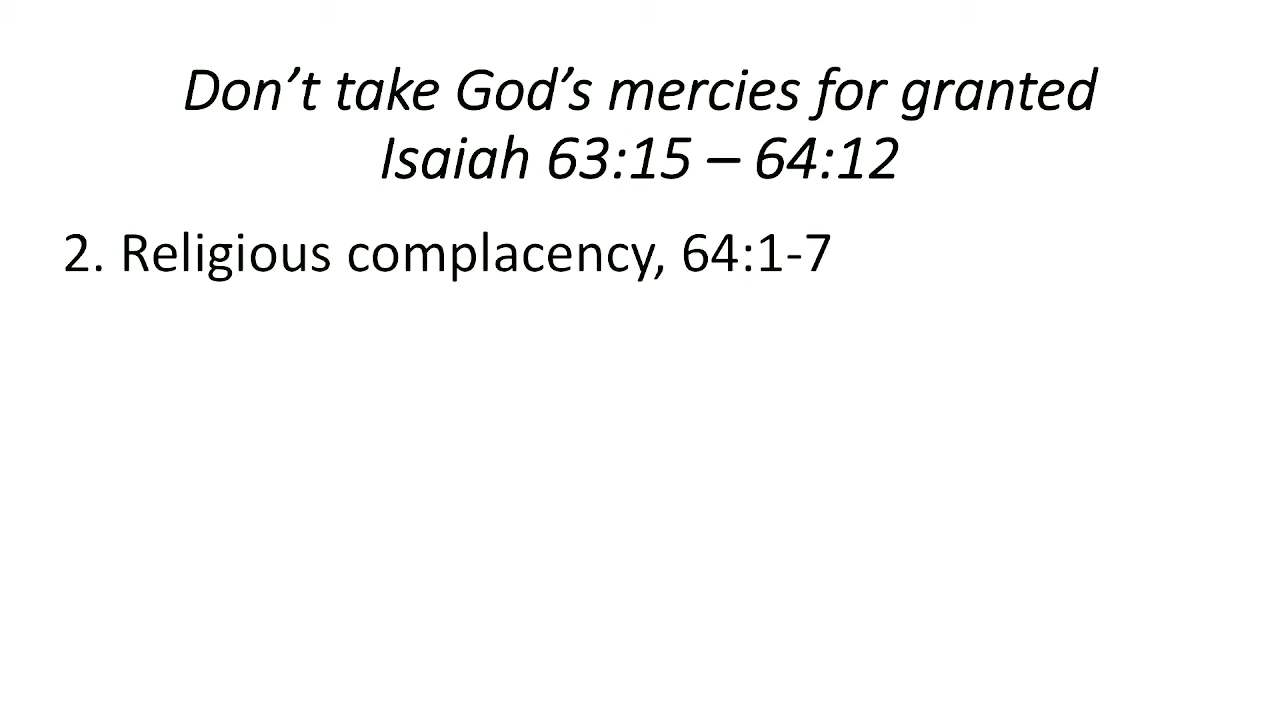 Don’t take God’s mercies for granted
Isaiah 63:15 – 64:12
2. Religious complacency, 64:1-7